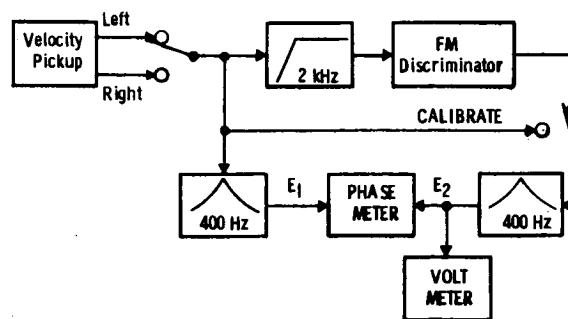 Left
Velocity
Pickup
Right
2 kHz
FM
Discriminator
CALIBRATE
400 Hz
E1
PHASE
METER
E2
400 Hz
VOLT
METER